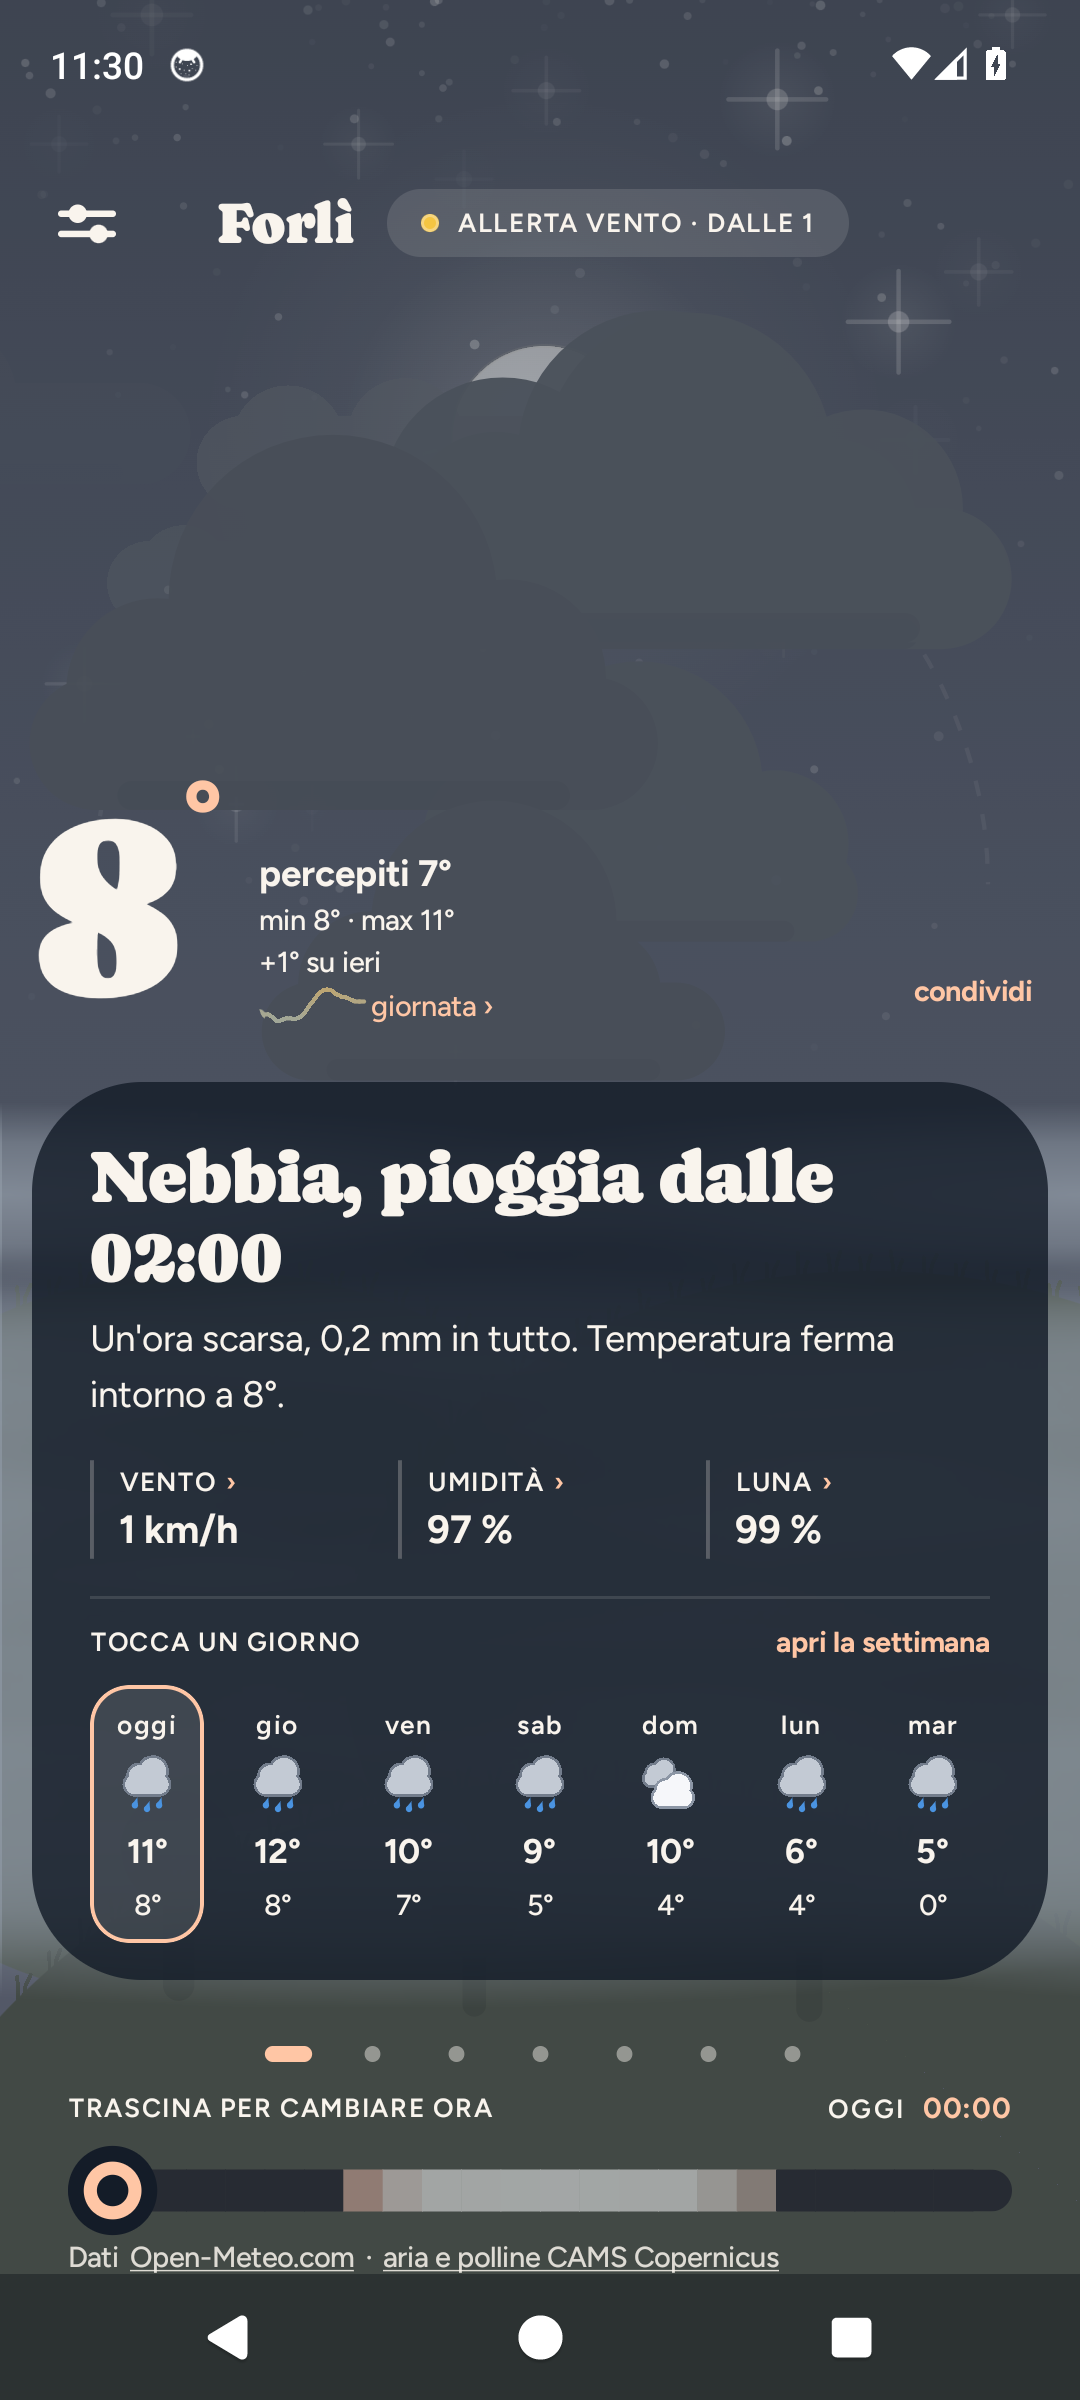 11:30
Forlì
ALLERTA VENTO · DALLE 1
8°
percepiti 7°
min 8° · max 11°
+1° su ieri
giornata ›
condividi
Nebbia, pioggia dalle
02:00
Un'ora scarsa, 0,2 mm in tutto. Temperatura ferma
intorno a 8°.
VENTO › UMIDITÀ › LUNA ›
1 km/h 97 % 99 %
TOCCA UN GIORNO apri la settimana
oggi gio ven sab dom lun mar
11° 12° 10° 9° 10° 6° 5°
8° 8° 7° 5° 4° 4° 0°
TRASCINA PER CAMBIARE ORA OGGI 00:00
Dati Open-Meteo.com · aria e polline CAMS Copernicus